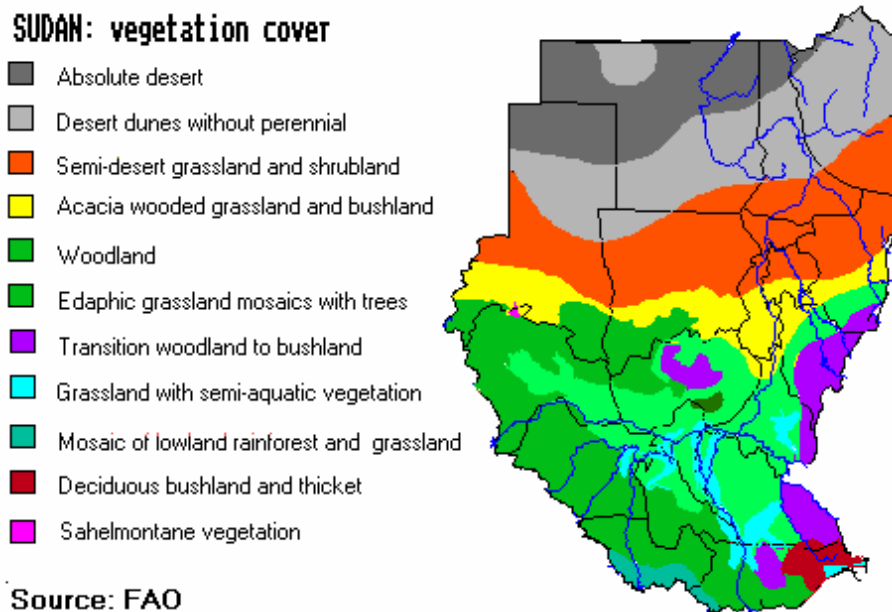 SUDAN: vegetation cover
Absolute desert
Desert dunes without perennial
Semi-desert grassland and shrubland
Acacia wooded grassland and bushland
Woodland
Edaphic grassland mosaics with trees
Transition woodland to bushland
Grassland with semi-aquatic vegetation
Mosaic of lowland rainforest and grassland
Deciduous bushland and thicket
Sahelmontane vegetation
Source: FAO